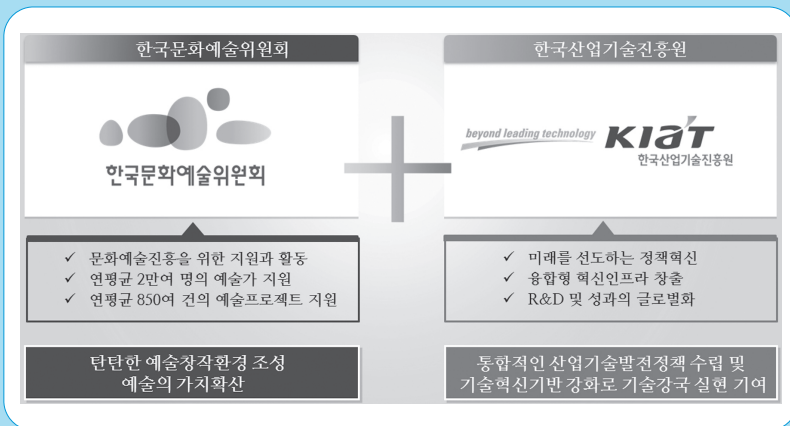 한국문화예술위원회
한국문화예술위원회
✓ 문화예술진흥을 위한 지원과 활동
✓ 연평균 2만여 명의 예술가 지원
✓ 연평균 850여 건의 예술프로젝트 지원
탄탄한 예술창작환경 조성
예술의 가치확산
한국산업기술진흥원
beyond leading technology KIAT
한국산업기술진흥원
✓ 미래를 선도하는 정책혁신
✓ 융합형 혁신인프라 창출
✓ R&D 및 성과의 글로벌화
통합적인 산업기술발전정책 수립 및
기술혁신기반 강화로 기술강국 실현 기여